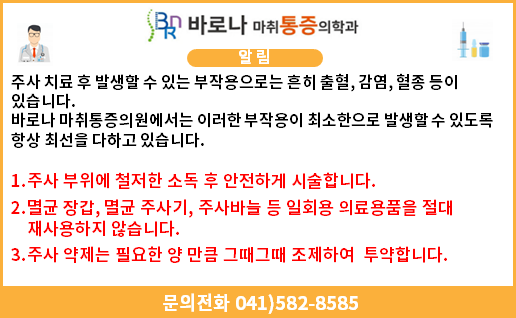 BNR 바로나 마취통증의학과
알 림
주사 치료 후 발생할 수 있는 부작용으로는 흔히 출혈, 감염, 혈종 등이
있습니다.
바로나 마취통증의원에서는 이러한 부작용이 최소한으로 발생할 수 있도록
항상 최선을 다하고 있습니다.
1.주사 부위에 철저한 소독 후 안전하게 시술합니다.
2.멸균 장갑, 멸균 주사기, 주사바늘 등 일회용 의료용품을 절대
재사용하지 않습니다.
3.주사 약제는 필요한 양 만큼 그때그때 조제하여 투약합니다.
문의전화 041)582-8585